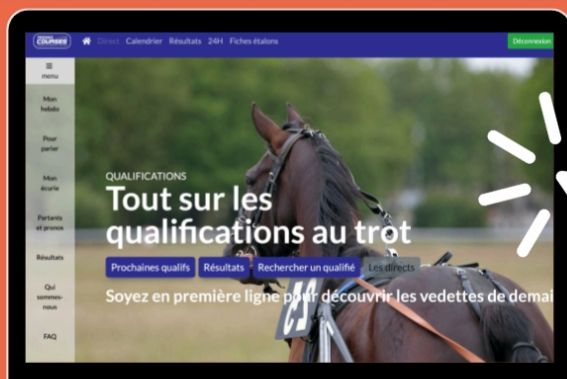 COURSES
Direct Calendrier Résultats 24H Fiches étalons
Déconnexion
menu
Mon
hebdo
Pour
parier
Mon
écurie
Partants
et pronos
Résultats
Qui
sommes-
nous
FAQ
QUALIFICATIONS
Tout sur les
qualifications au trot
Prochaines qualifs Résultats Rechercher un qualifié Les directs
Soyez en première ligne pour découvrir les vedettes de demai